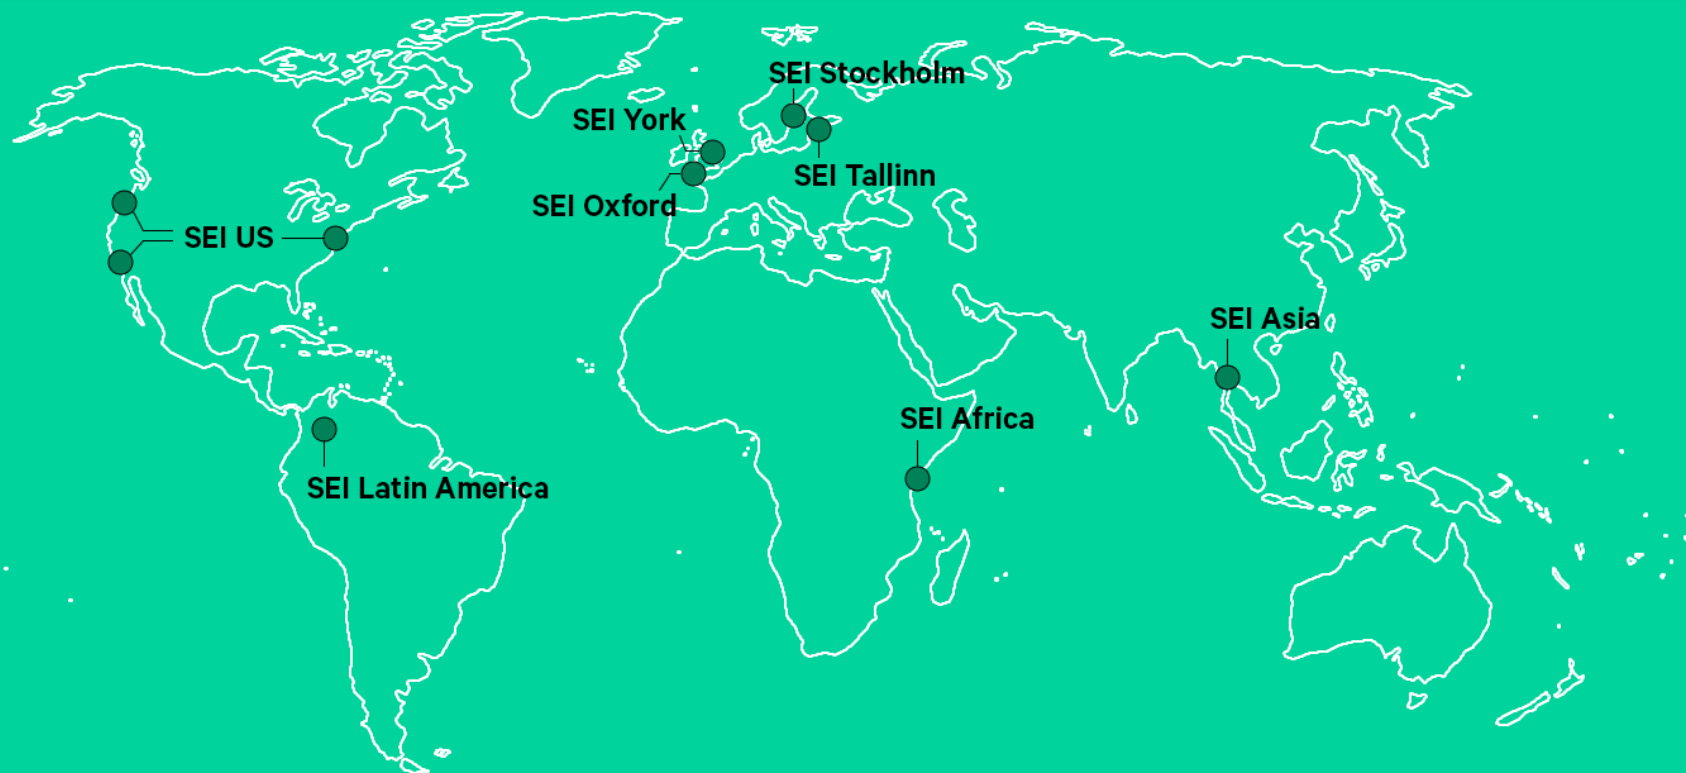 SEI Stockholm
SEI York
SEI Tallinn
SEI Oxford
SEI US
SEI Asia
SEI Africa
SEI Latin America